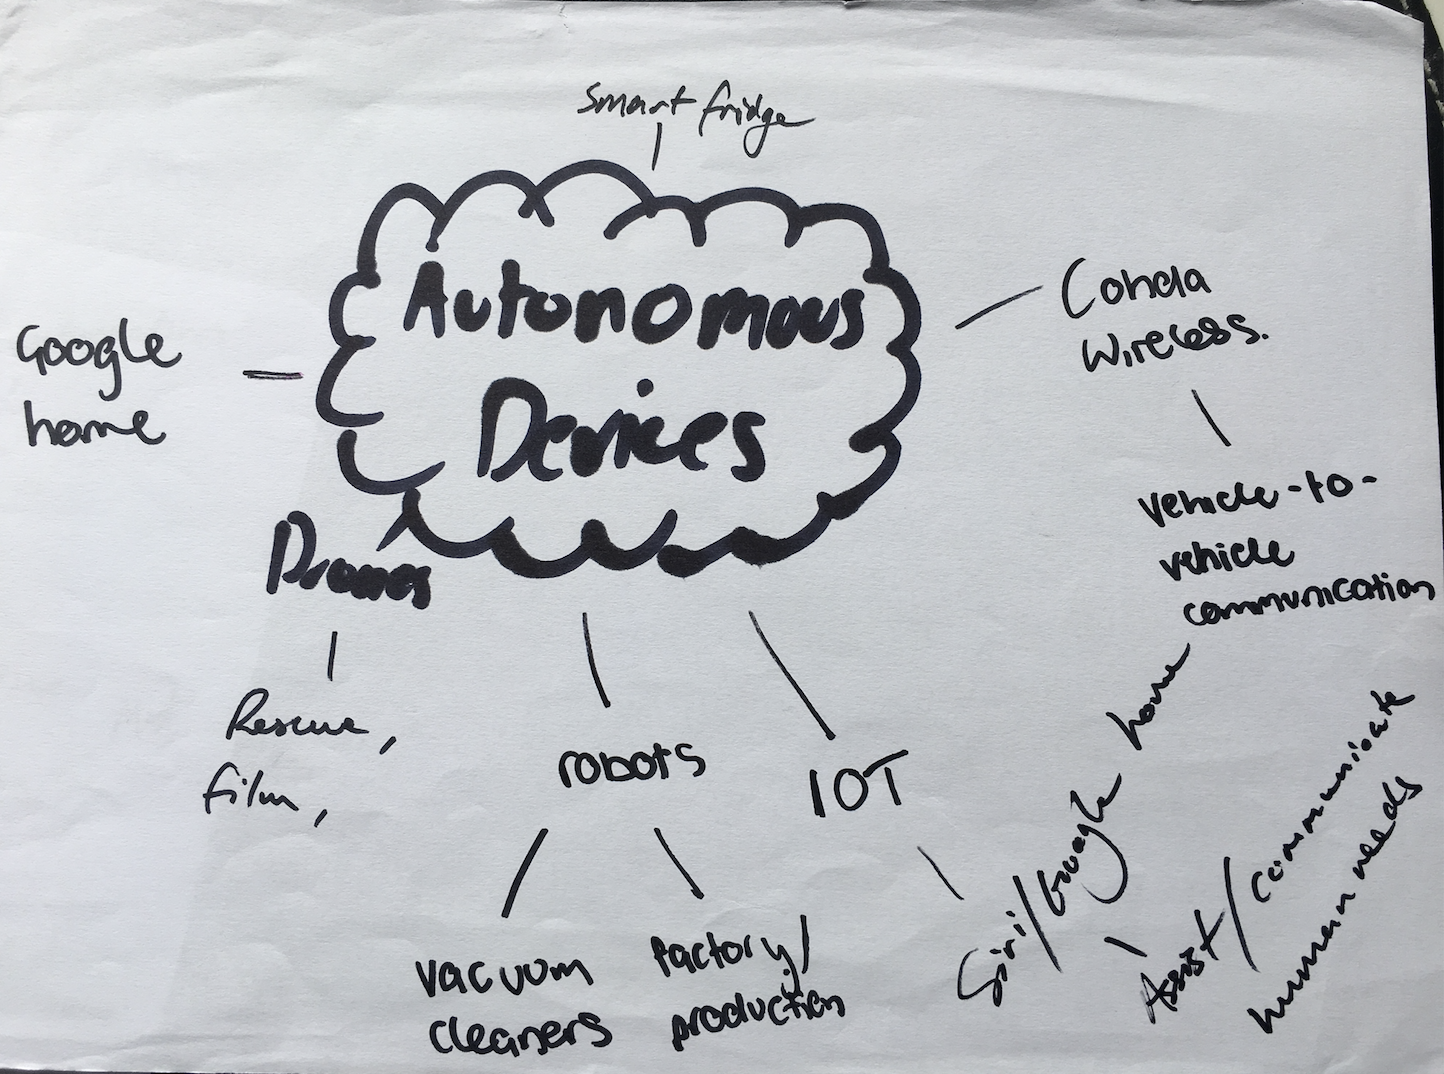 Smart fridge
Autonomous
Devices
Google
home
Cohda
Wireless.
vehicle-to-
vehicle
communication
Drones
Rescue,
film,
robots
vacuum
cleaners
factory/
production
IOT
Siri/Google home
Assist/communicate
human needs